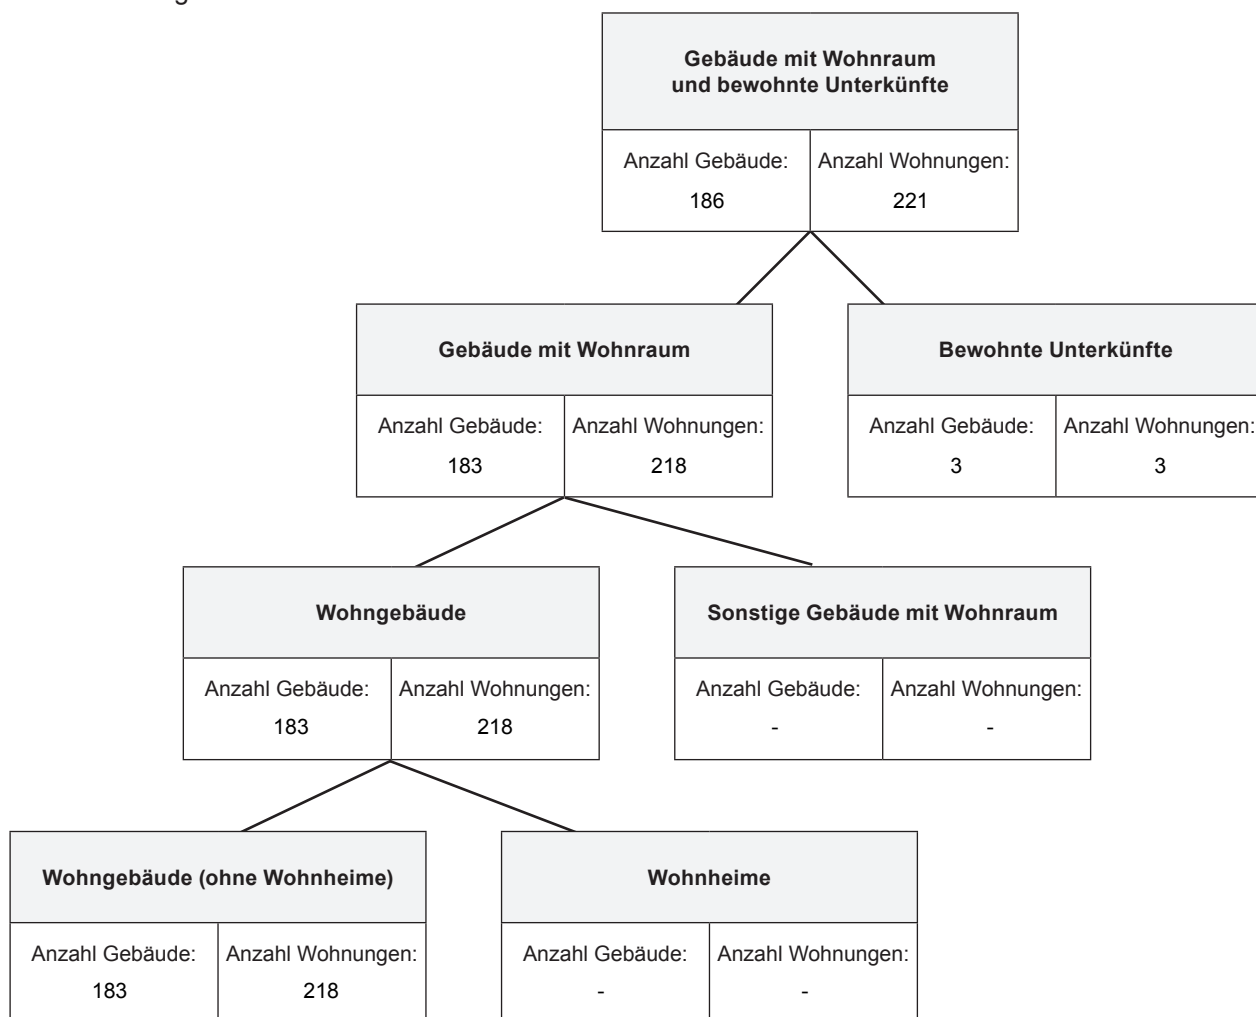 Gebäude mit Wohnraum
und bewohnte Unterkünfte
Anzahl Gebäude: Anzahl Wohnungen:
186 221
Gebäude mit Wohnraum
Anzahl Gebäude: Anzahl Wohnungen:
183 218
Bewohnte Unterkünfte
Anzahl Gebäude: Anzahl Wohnungen:
3 3
Wohngebäude
Anzahl Gebäude: Anzahl Wohnungen:
183 218
Sonstige Gebäude mit Wohnraum
Anzahl Gebäude: Anzahl Wohnungen:
- -
Wohngebäude (ohne Wohnheime)
Anzahl Gebäude: Anzahl Wohnungen:
183 218
Wohnheime
Anzahl Gebäude: Anzahl Wohnungen:
- -